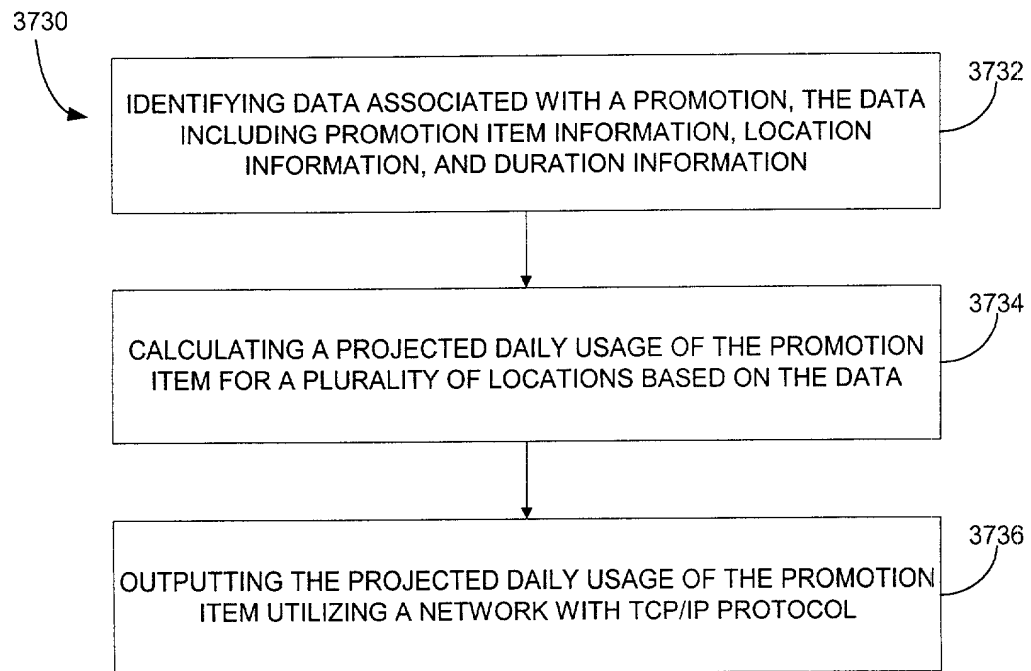 3730
3732
IDENTIFYING DATA ASSOCIATED WITH A PROMOTION, THE DATA
INCLUDING PROMOTION ITEM INFORMATION, LOCATION
INFORMATION, AND DURATION INFORMATION
3734
CALCULATING A PROJECTED DAILY USAGE OF THE PROMOTION
ITEM FOR A PLURALITY OF LOCATIONS BASED ON THE DATA
3736
OUTPUTTING THE PROJECTED DAILY USAGE OF THE PROMOTION
ITEM UTILIZING A NETWORK WITH TCP/IP PROTOCOL